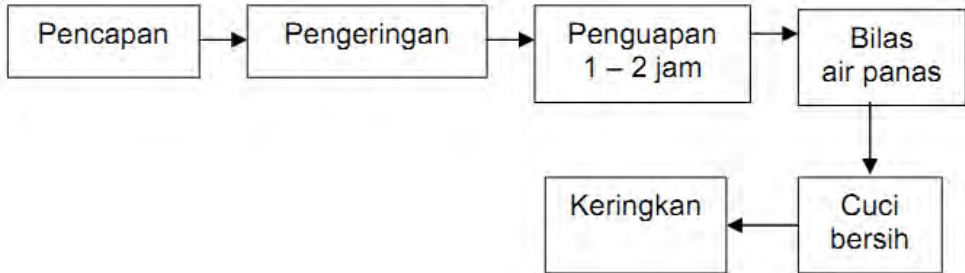 Pencapan
Pengeringan
Penguapan
1 – 2 jam
Bilas
air panas
Keringkan
Cuci
bersih